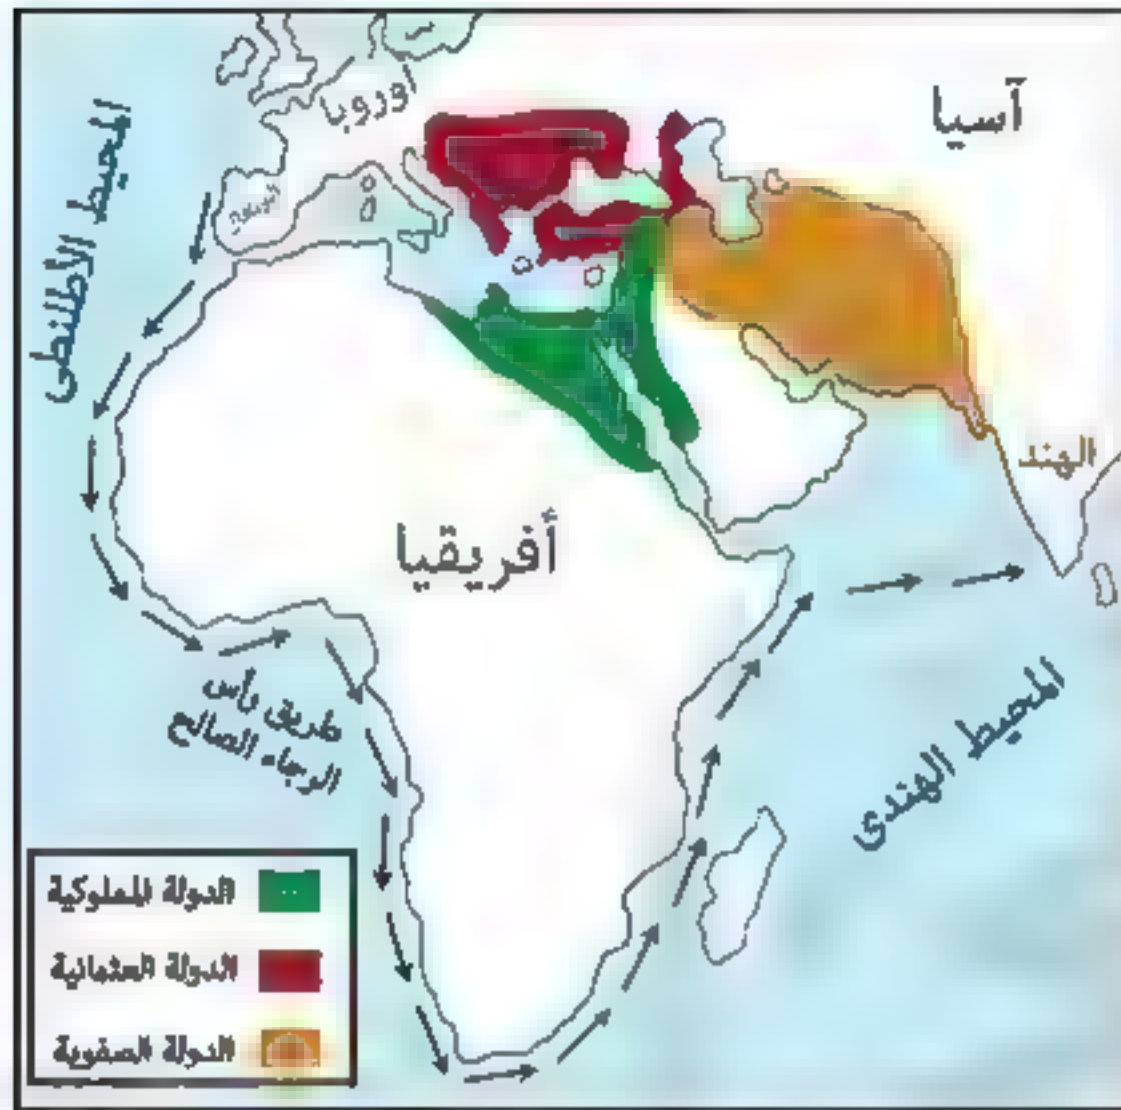 آسيا
أوروبا
المحيط الأطلنطى
الهند
أفريقيا
طريق رأس
الرجاء الصالح
المحيط الهندى
الدولة المملوكية
الدولة العثمانية
الدولة الصفوية